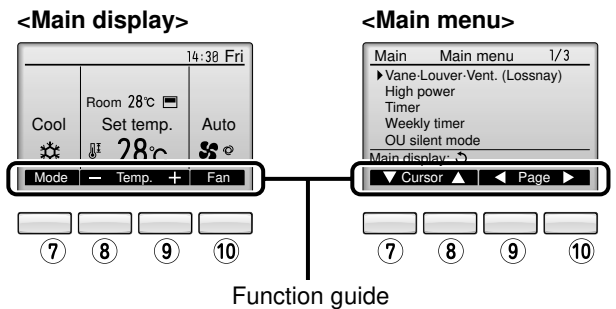 <Main display>
14:30 Fri
Room 28℃
Cool
Set temp.
Auto
28℃
Mode
− Temp. +
Fan
⑦ ⑧ ⑨ ⑩
<Main menu>
Main Main menu 1/3
▶Vane·Louver·Vent. (Lossnay)
High power
Timer
Weekly timer
OU silent mode
Main display:
▼ Cursor ▲ ◀ Page ▶
⑦ ⑧ ⑨ ⑩
Function guide